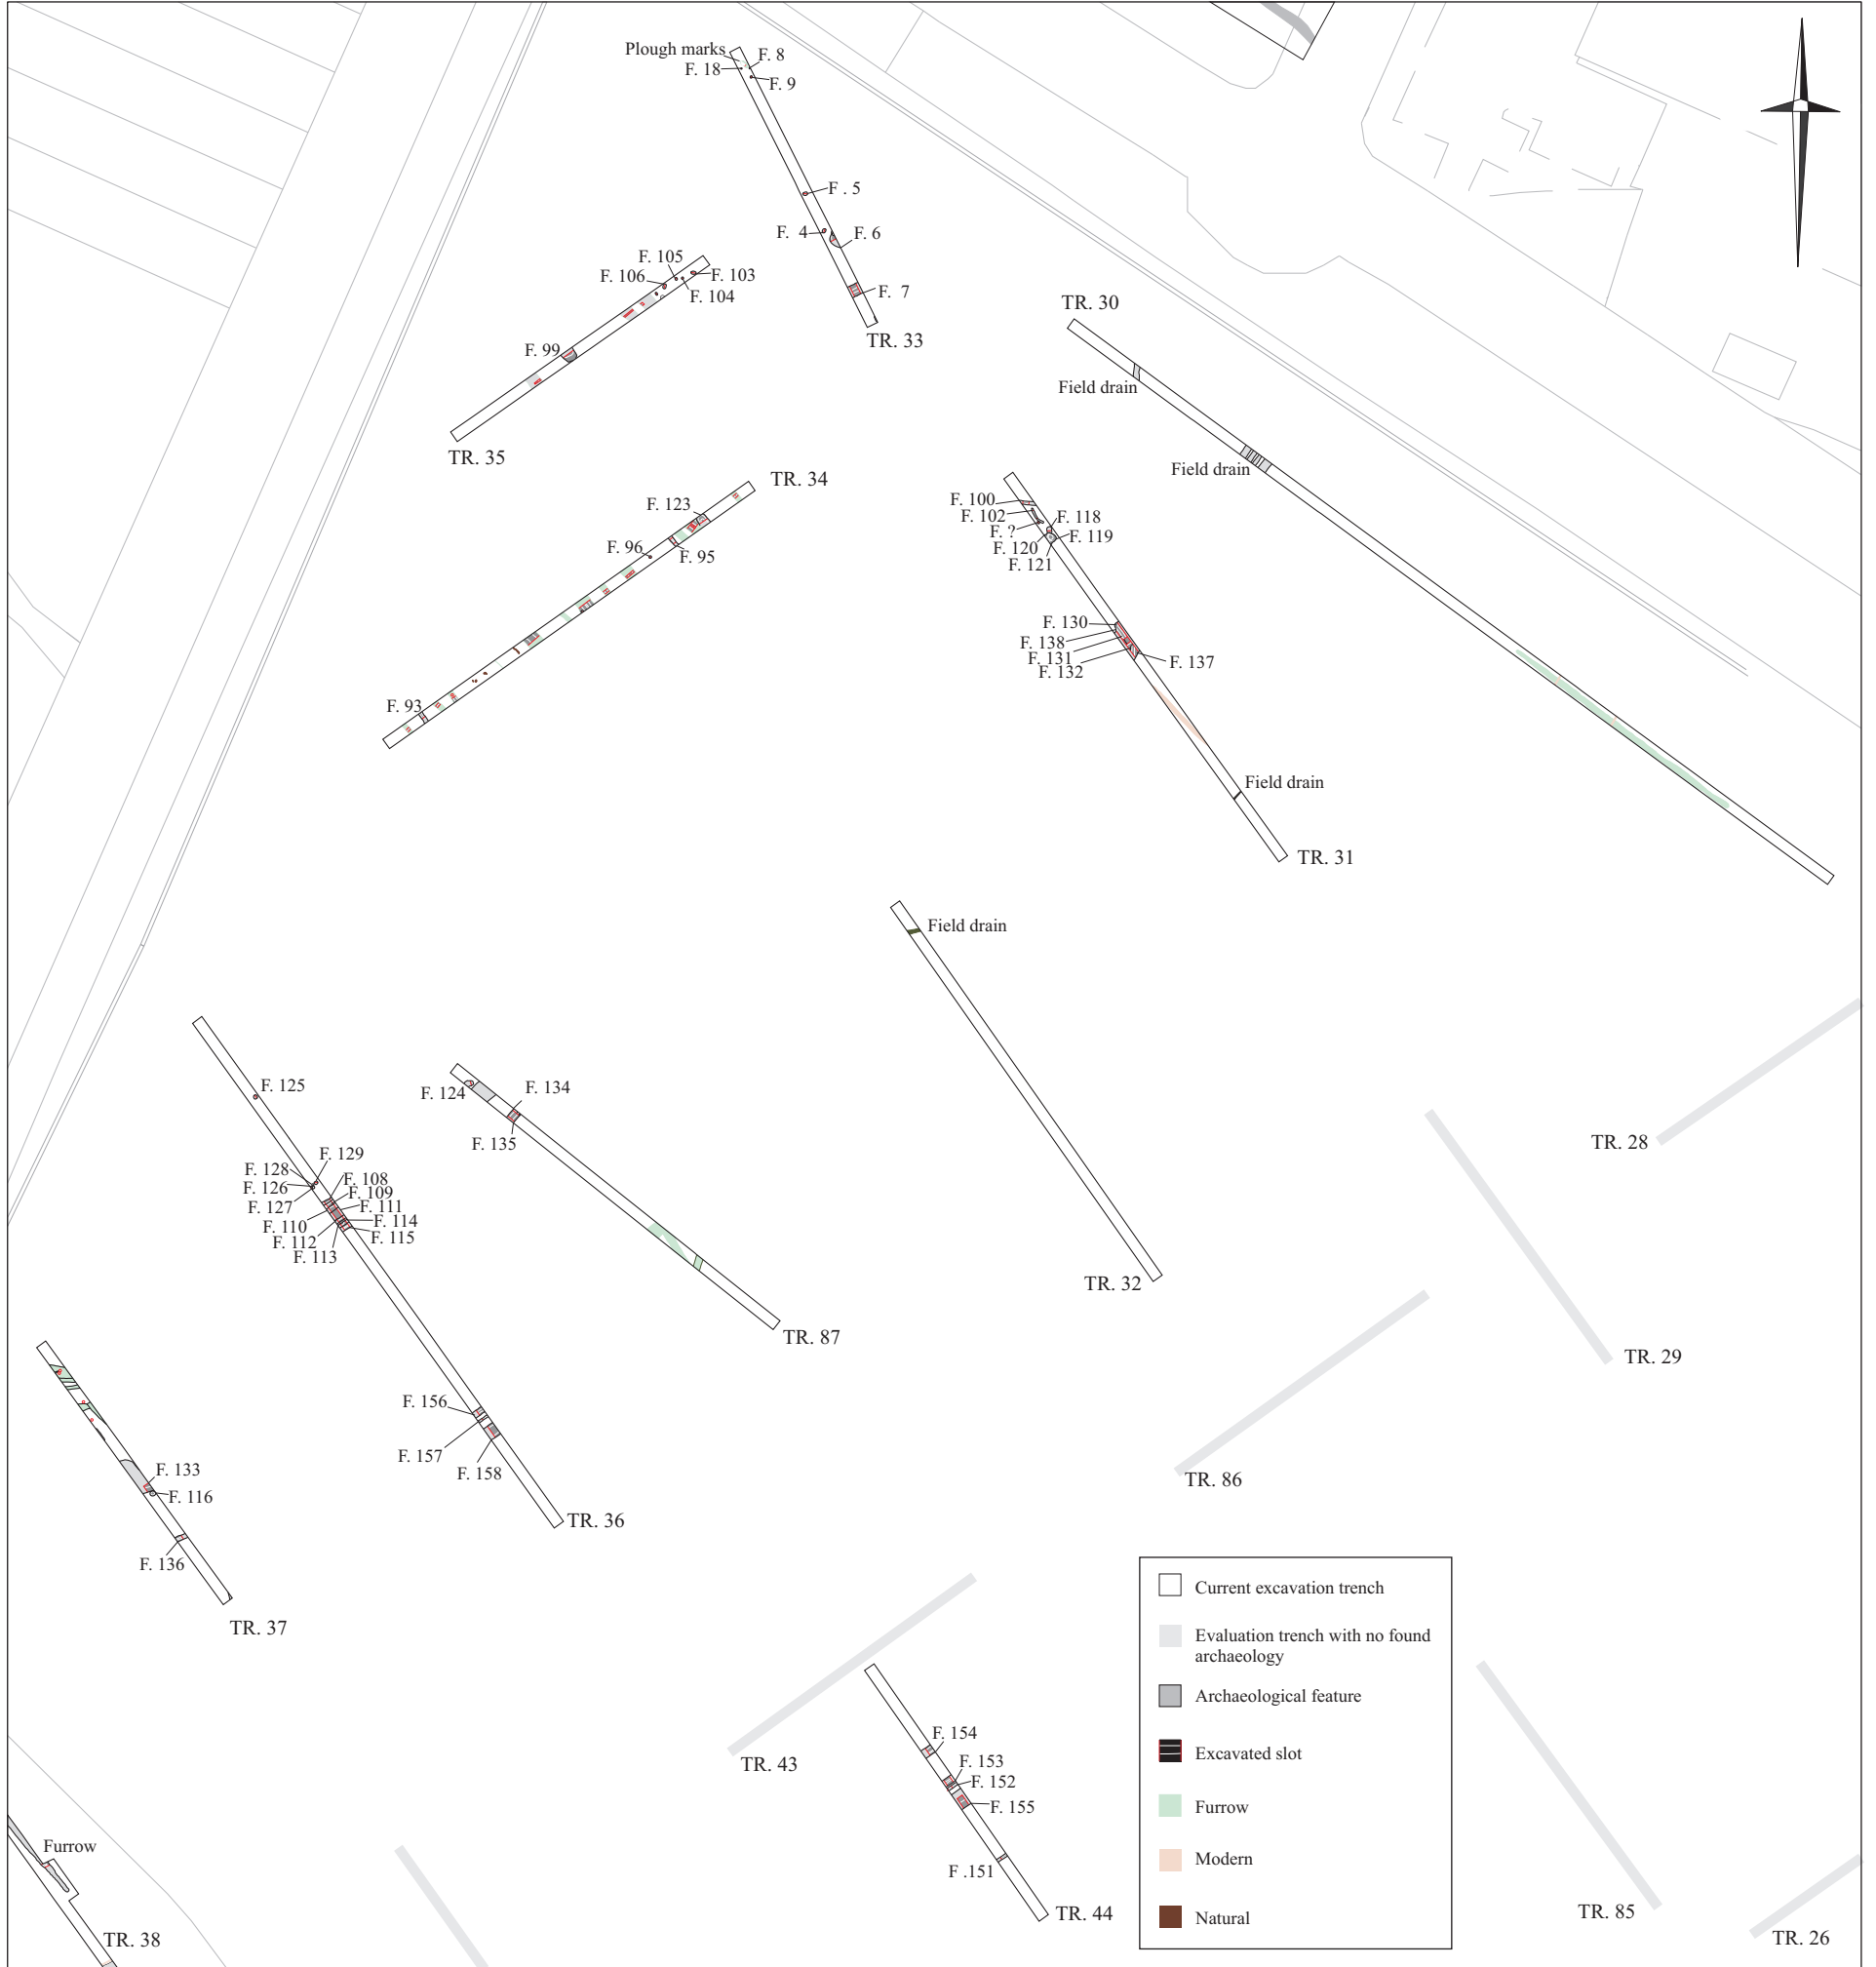 Plough marks
F. 8
F. 18
F. 9
F . 5
F. 4
F. 6
F. 7
TR. 33
F. 105
F. 106
F. 103
F. 104
F. 99
TR. 35
TR. 30
Field drain
Field drain
TR. 34
F. 123
F. 96
F. 95
F. 93
F. 100
F. 102
F. ?
F. 118
F. 119
F. 120
F. 121
F. 130
F. 138
F. 131
F. 132
F. 137
Field drain
TR. 31
Field drain
TR. 32
F. 125
F. 129
F. 128
F. 126
F. 127
F. 108
F. 109
F. 111
F. 110
F. 114
F. 112
F. 115
F. 113
F. 124
F. 134
F. 135
TR. 87
TR. 28
TR. 29
TR. 86
F. 156
F. 157
F. 158
TR. 36
F. 133
F. 116
F. 136
TR. 37
TR. 43
F. 154
F. 153
F. 152
F. 155
F .151
TR. 44
Furrow
TR. 38
TR. 85
TR. 26
Current excavation trench
Evaluation trench with no found
archaeology
Archaeological feature
Excavated slot
Furrow
Modern
Natural